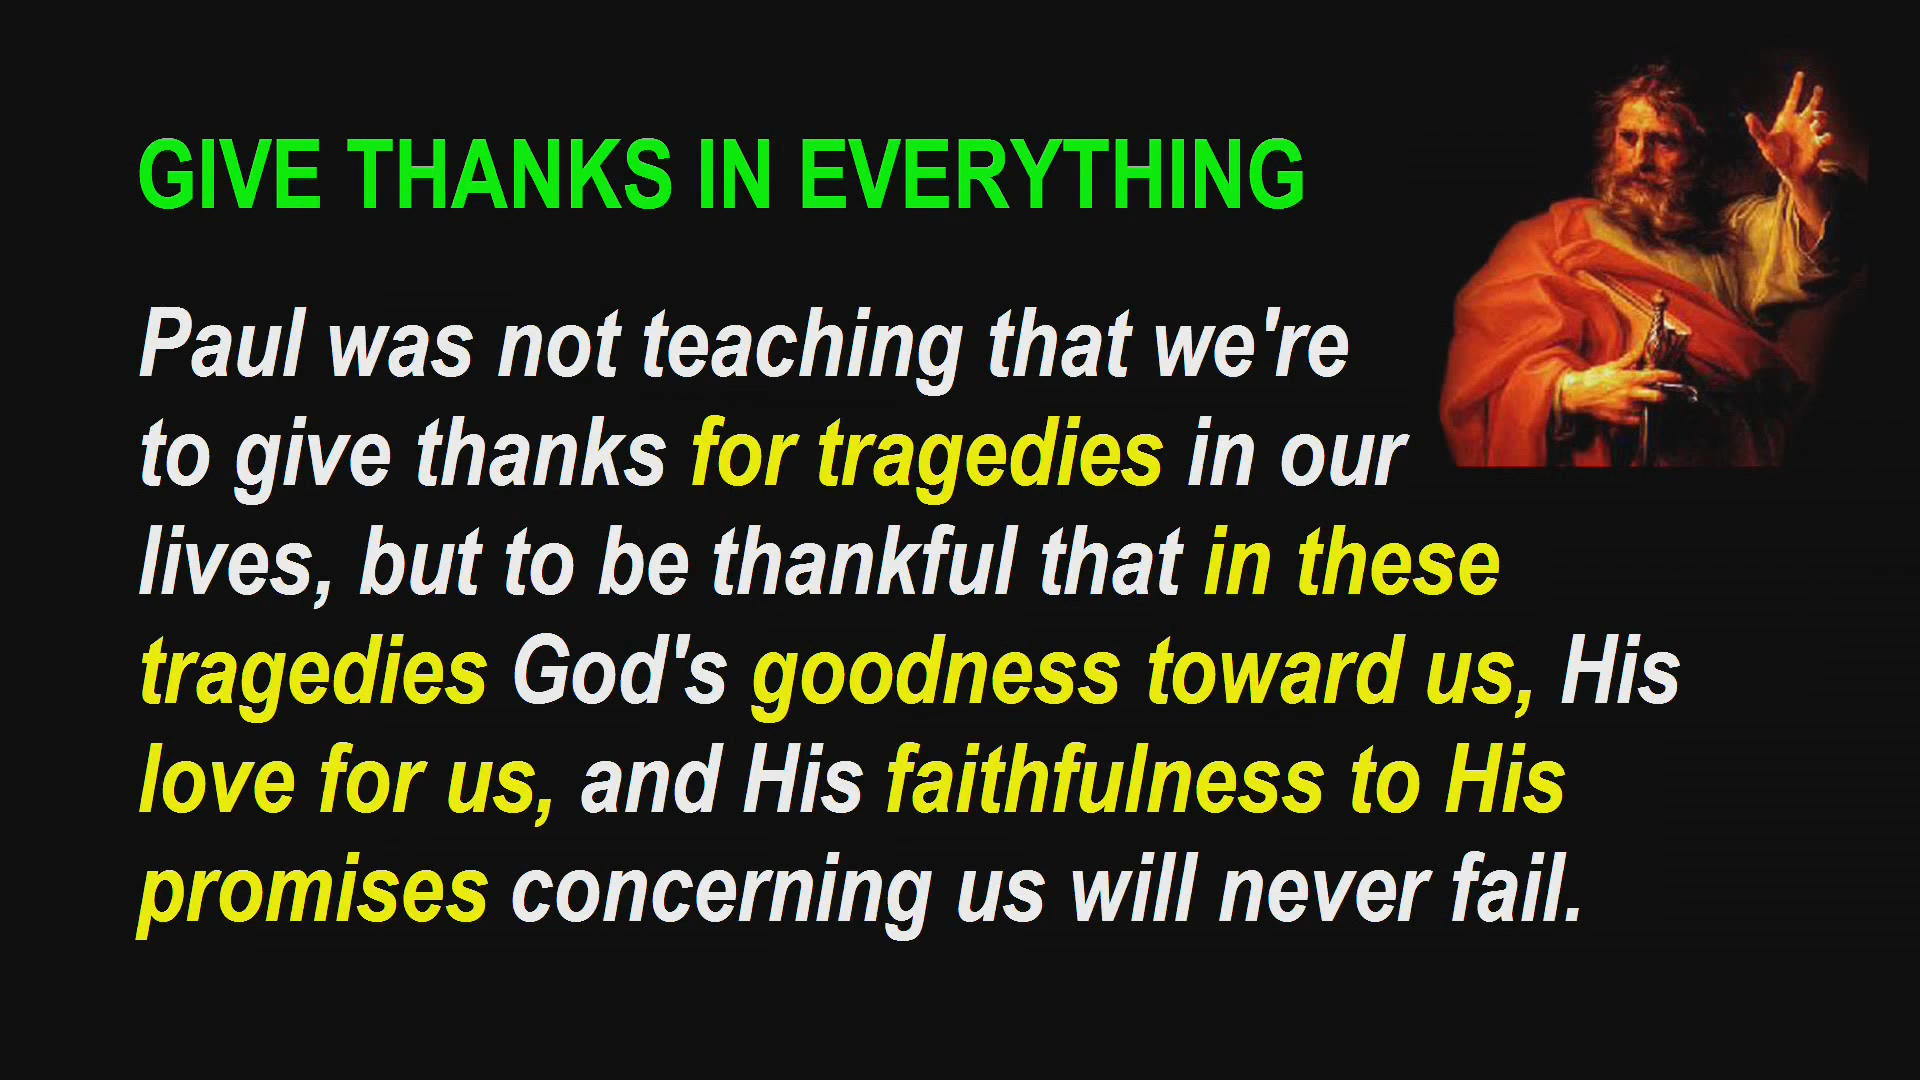 GIVE THANKS IN EVERYTHING
Paul was not teaching that we're
to give thanks for tragedies in our
lives, but to be thankful that in these
tragedies God's goodness toward us, His
love for us, and His faithfulness to His
promises concerning us will never fail.